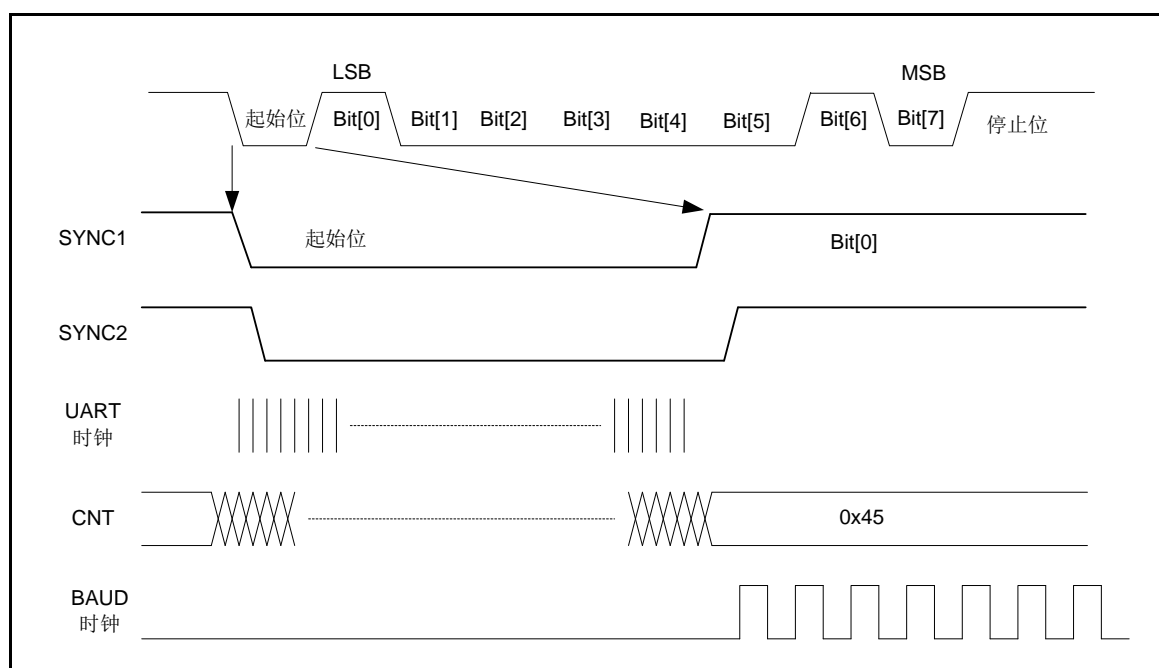 LSB MSB
起始位 Bit[0] Bit[1] Bit[2] Bit[3] Bit[4] Bit[5] Bit[6] Bit[7] 停止位
SYNC1 起始位 Bit[0]
SYNC2
UART
时钟
CNT 0x45
BAUD
时钟